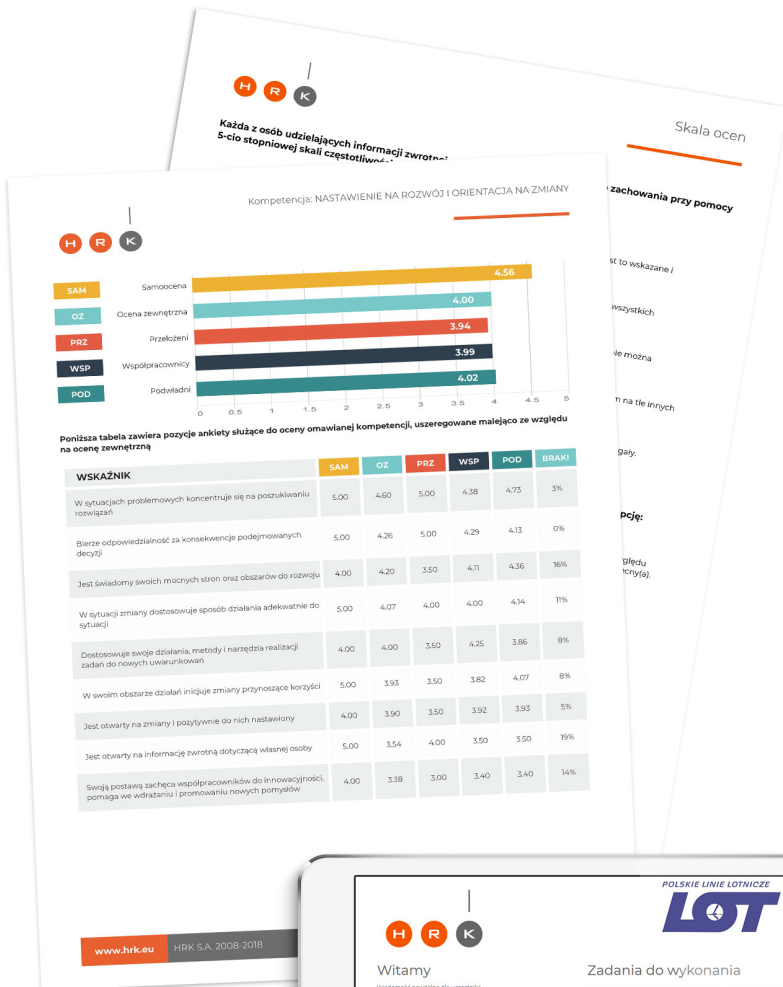 H R K
Skala ocen
Każda z osób udzielających informacji zwrotnej
5-cio stopniowej skali częstotliwości
zachowania przy pomocy
st to wskazane i
wszystkich
ie można
na tle innych
gały.
pcję:
ględu
cny(a).
Kompetencja: NASTAWIENIE NA ROZWÓJ I ORIENTACJA NA ZMIANY
H R K
SAM Samoocena 4.56
OZ Ocena zewnętrzna 4.00
PRZ Przełożeni 3.94
WSP Współpracownicy 3.99
POD Podwładni 4.02
0 0.5 1 1.5 2 2.5 3 3.5 4 4.5 5
Poniższa tabela zawiera pozycje ankiety służące do oceny omawianej kompetencji, uszeregowane malejąco ze względu
na ocenę zewnętrzną
WSKAŹNIK SAM OZ PRZ WSP POD BRAKI
W sytuacjach problemowych koncentruje się na poszukiwaniu
rozwiązań 5.00 4.60 5.00 4.38 4.73 3%
Bierze odpowiedzialność za konsekwencje podejmowanych
decyzji 5.00 4.26 5.00 4.29 4.13 0%
Jest świadomy swoich mocnych stron oraz obszarów do rozwoju 4.00 4.20 3.50 4.11 4.36 16%
W sytuacji zmiany dostosowuje sposób działania adekwatnie do
sytuacji 5.00 4.07 4.00 4.00 4.14 11%
Dostosowuje swoje działania, metody i narzędzia realizacji
zadań do nowych uwarunkowań 4.00 4.00 3.50 4.25 3.86 8%
W swoim obszarze działań inicjuje zmiany przynoszące korzyści 5.00 3.93 3.50 3.82 4.07 8%
Jest otwarty na zmiany i pozytywnie do nich nastawiony 4.00 3.90 3.50 3.92 3.93 5%
Jest otwarty na informację zwrotną dotyczącą własnej osoby 5.00 3.54 4.00 3.50 3.50 19%
Swoją postawą zachęca współpracowników do innowacyjności,
pomaga we wdrażaniu i promowaniu nowych pomysłów 4.00 3.38 3.00 3.40 3.40 14%
www.hrk.eu HRK S.A. 2008-2018
POLSKIE LINIE LOTNICZE
LOT
H R K
Witamy
Zadania do wykonania